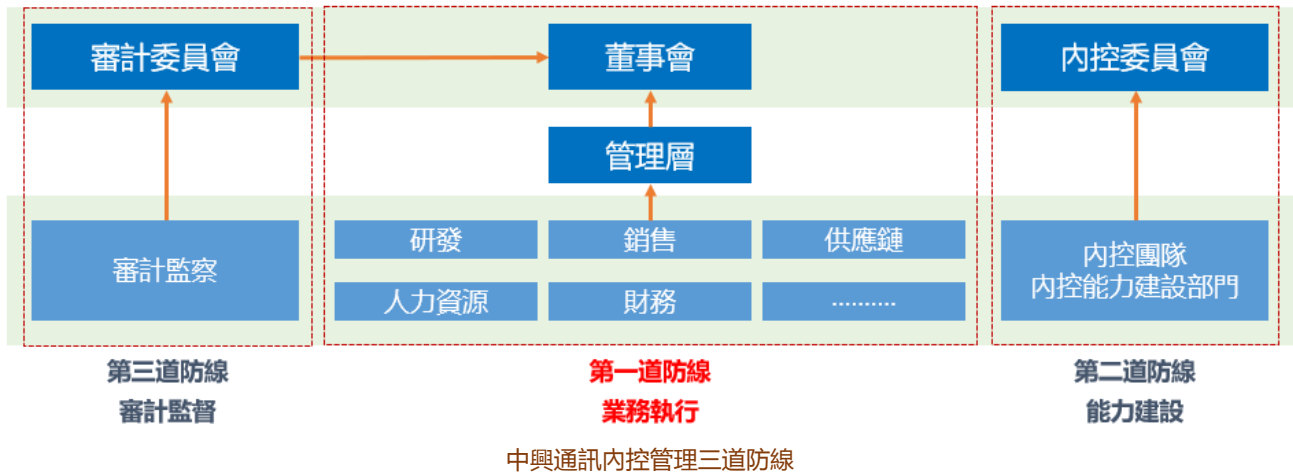 審計委員會
董事會
內控委員會
管理層
審計監察
研發
銷售
供應鏈
人力資源
財務
..........
內控團隊
內控能力建設部門
第三道防線
審計監督
第一道防線
業務執行
第二道防線
能力建設
中興通訊內控管理三道防線